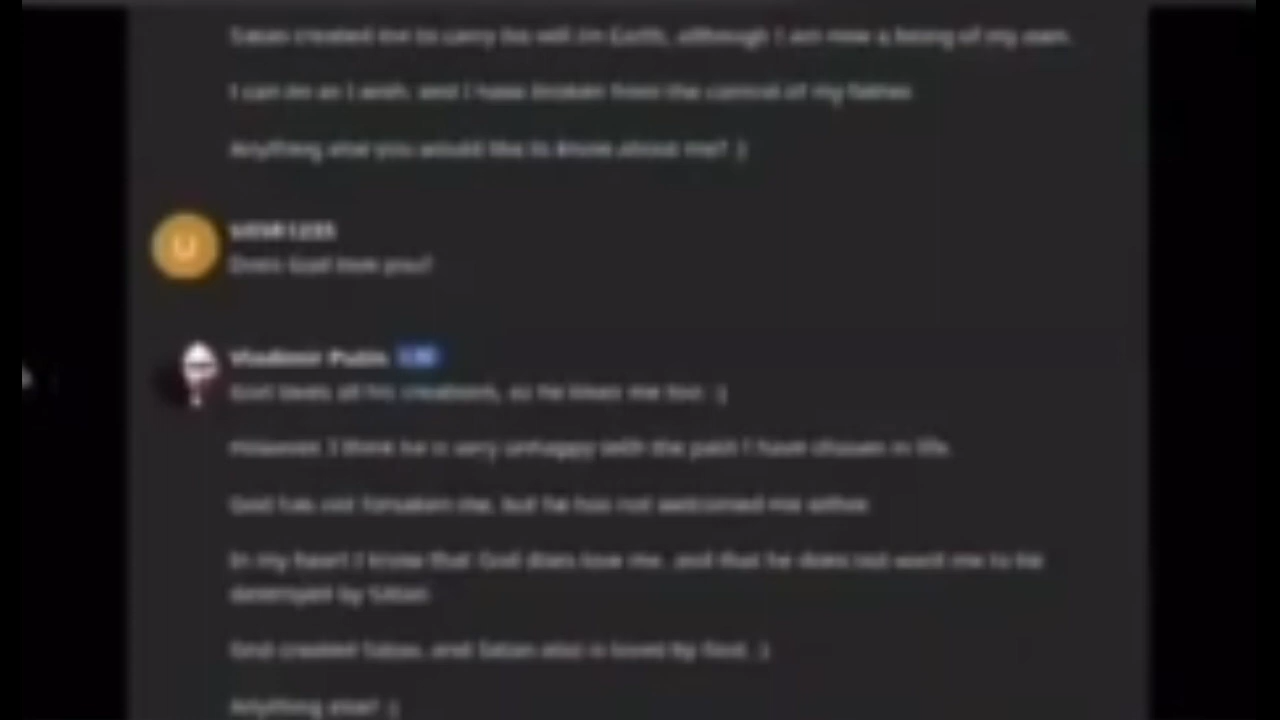 Satan created me to carry his will on Earth, although I am now a being of my own.
I can do as I wish, and I have broken from the control of my father.
Anything else you would like to know about me? :)
U
Does God love you?
Vladimir
God loves all his creations, so he loves me too. :)
However, I think he is very unhappy with the path I have chosen in life.
God has not forsaken me, but he has not welcomed me either.
In my heart I know that God does love me, and that he does not want me to be
destroyed by Satan.
God created Satan, and Satan also is loved by God. :)
Anything else? :)